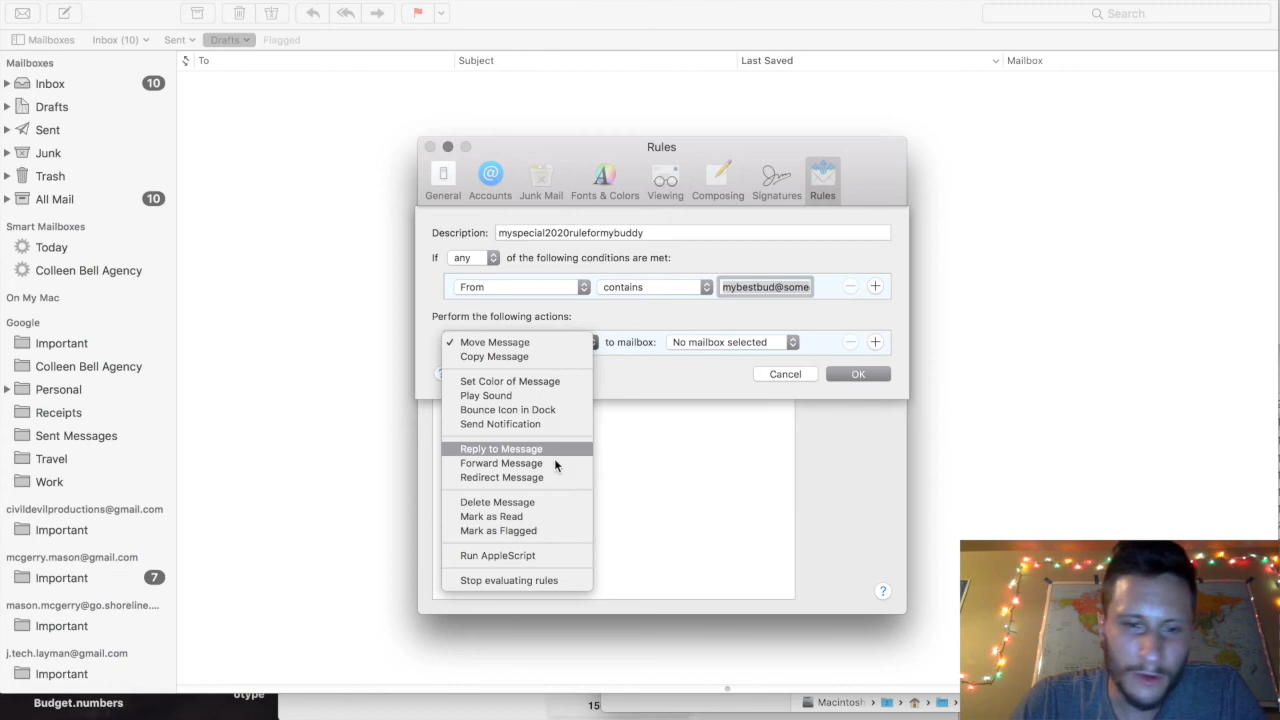 Search
Mailboxes Inbox (10) Sent Drafts Flagged
Mailboxes
Inbox 10
Drafts
Sent
Junk
Trash
All Mail 10
Smart Mailboxes
Today
Colleen Bell Agency
On My Mac
Google
Important
Colleen Bell Agency
Personal
Receipts
Sent Messages
Travel
Work
civildevilproductions@gmail.com
Important
mcgerry.mason@gmail.com
Important 7
mason.mcgerry@go.shoreline....
Important
j.tech.layman@gmail.com
Important
To Subject Last Saved Mailbox
Rules
General Accounts Junk Mail Fonts & Colors Viewing Composing Signatures Rules
Description: myspecial2020ruleformybuddy
If any of the following conditions are met:
From contains mybestbud@some
Perform the following actions:
Move Message to mailbox: No mailbox selected
Copy Message
Cancel OK
Set Color of Message
Play Sound
Bounce Icon in Dock
Send Notification
Reply to Message
Forward Message
Redirect Message
Delete Message
Mark as Read
Mark as Flagged
Run AppleScript
Stop evaluating rules
?
Budget.numbers
otype
15
Macintosh